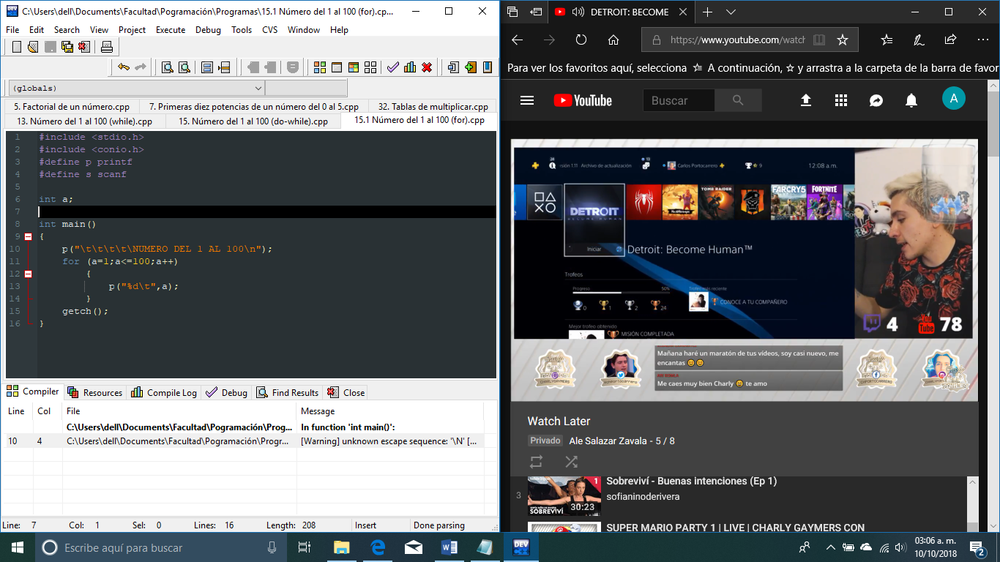 C:\Users\dell\Documents\Facultad\Pogramación\Programas\15.1 Número del 1 al 100 (for).cp...
File Edit Search View Project Execute Debug Tools CVS Window Help
(globals)
5. Factorial de un número.cpp 7. Primeras diez potencias de un número del 0 al 5.cpp 32. Tablas de multiplicar.cpp
13. Número del 1 al 100 (while).cpp 15. Número del 1 al 100 (do-while).cpp 15.1 Número del 1 al 100 (for).cpp
1 #include <stdio.h>
2 #include <conio.h>
3 #define p printf
4 #define s scanf
5
6 int a;
7
8 int main()
9 {
10 p("\t\t\t\t\NUMERO DEL 1 AL 100\n");
11 for (a=1;a<=100;a++)
12 {
13 p("%d\t",a);
14 }
15 getch();
16 }
Compiler Resources Compile Log Debug Find Results Close
Line Col File Message
C:\Users\dell\Documents\Facultad\Pogramación\Prog... In function 'int main()':
10 4 C:\Users\dell\Documents\Facultad\Pogramación\Progr... [Warning] unknown escape sequence: '\N' [...
Line: 7 Col: 1 Sel: 0 Lines: 16 Length: 208 Insert Done parsing
DETROIT: BECOME
https://www.youtube.com/watch
Para ver los favoritos aquí, selecciona A continuación, y arrastra a la carpeta de la barra de favor
YouTube Buscar A
28 13
rsión 1.11 Archivo de actualización Carlos Portocarrero 9 12:08 a.m.
DETROIT
BECOME HUMAN
TOMB RAIDER
FARCRY5
FORTNITE
Iniciar Detroit: Become Human™
Trofeos
Progress 50% Trofeo más reciente
0 1 2 24 CONOCE A TU COMPAÑERO
Mejor trofeo obtenido
MISIÓN COMPLETADA
4 You Tube 78
Mañana haré un maratón de tus vídeos, soy casi nuevo, me
encantas
Me caes muy bien Charly te amo
Watch Later
Privado Ale Salazar Zavala - 5 / 8
3 Sobreviví - Buenas intenciones (Ep 1)
sofianinoderivera
1
30:23
SOBREVIVÍ
SUPER MARIO PARTY 1 | LIVE | CHARLY GAYMERS CON
Escribe aquí para buscar
DEV
03:06 a. m.
10/10/2018
2